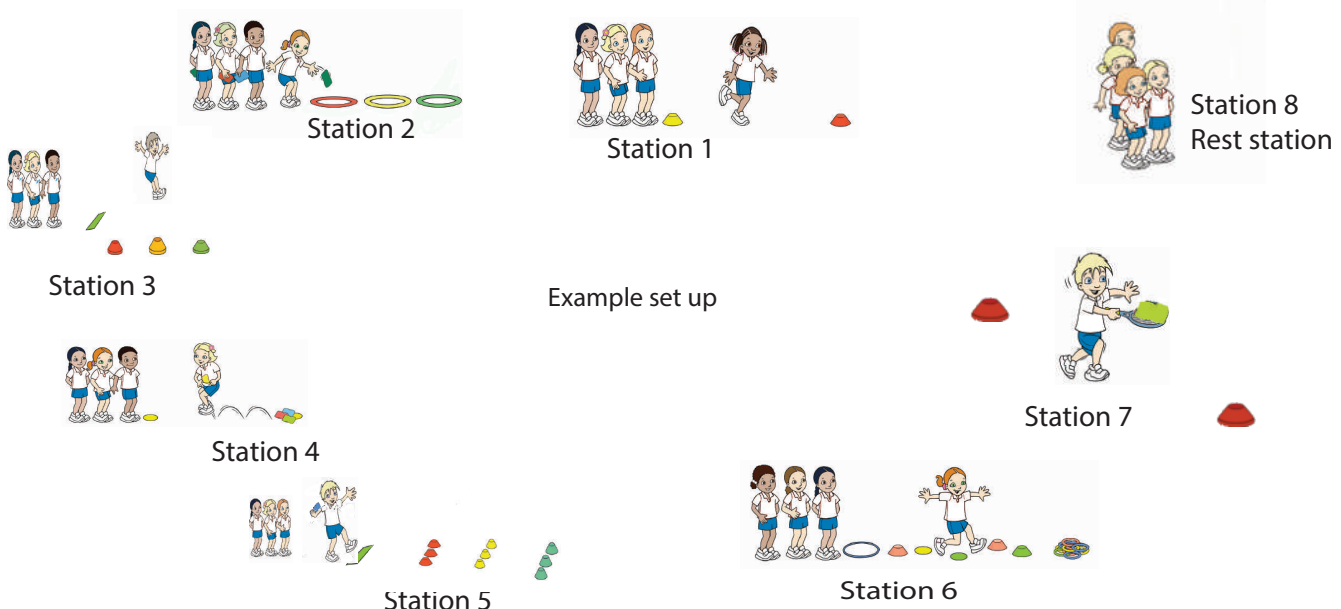 Station 2
Station 1
Station 8
Rest station
Station 3
Example set up
Station 7
Station 4
Station 6
Station 5